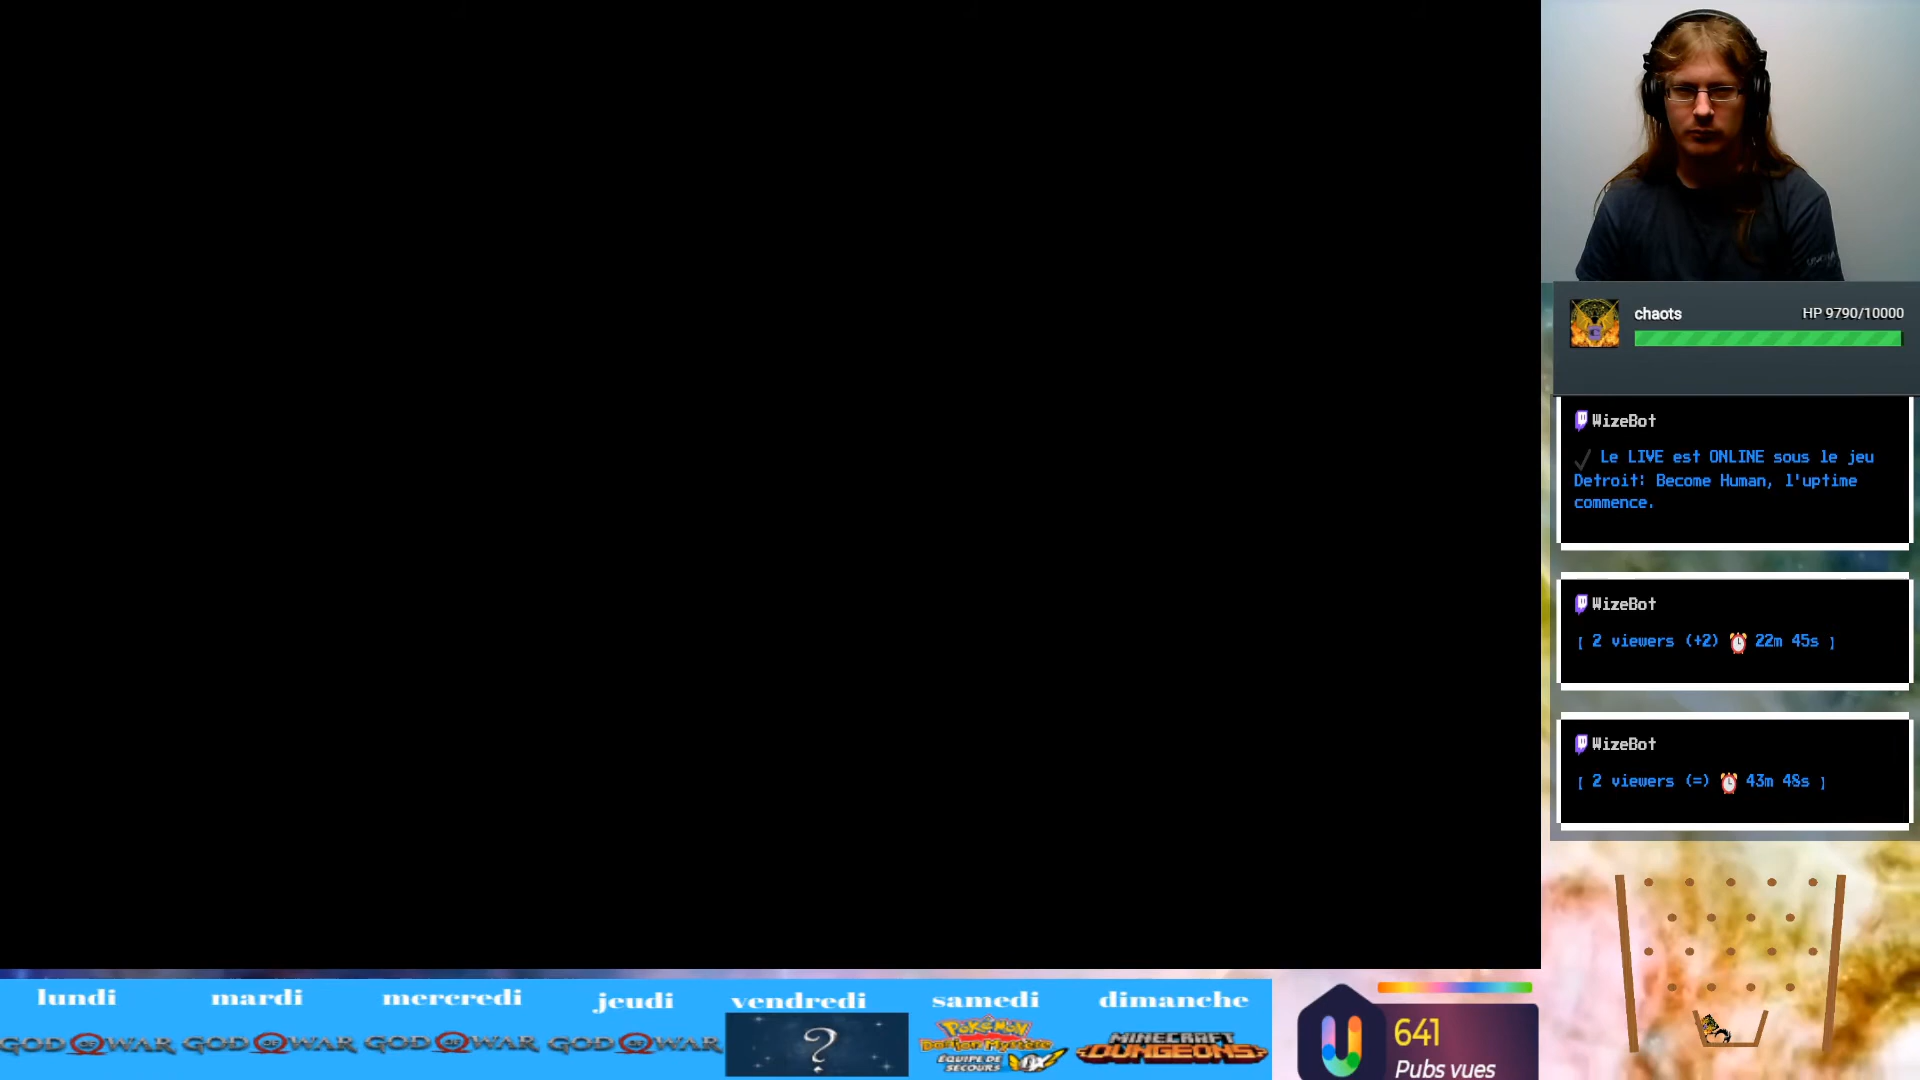 chaots
HP 9790/10000
WizeBot
Le LIVE est ONLINE sous le jeu
Detroit: Become Human, l'uptime
commence.
WizeBot
[ 2 viewers (+2) ⏰ 22m 45s ]
WizeBot
[ 2 viewers (=) ⏰ 43m 48s ]
lundi
mardi
mercredi
jeudi
vendredi
samedi
dimanche
GOD OF WAR
GOD OF WAR
GOD OF WAR
GOD OF WAR
?
POKÉMON
Donjon Mystère
ÉQUIPE DE
SECOURS
MINECRAFT
DUNGEONS
641
Pubs vues